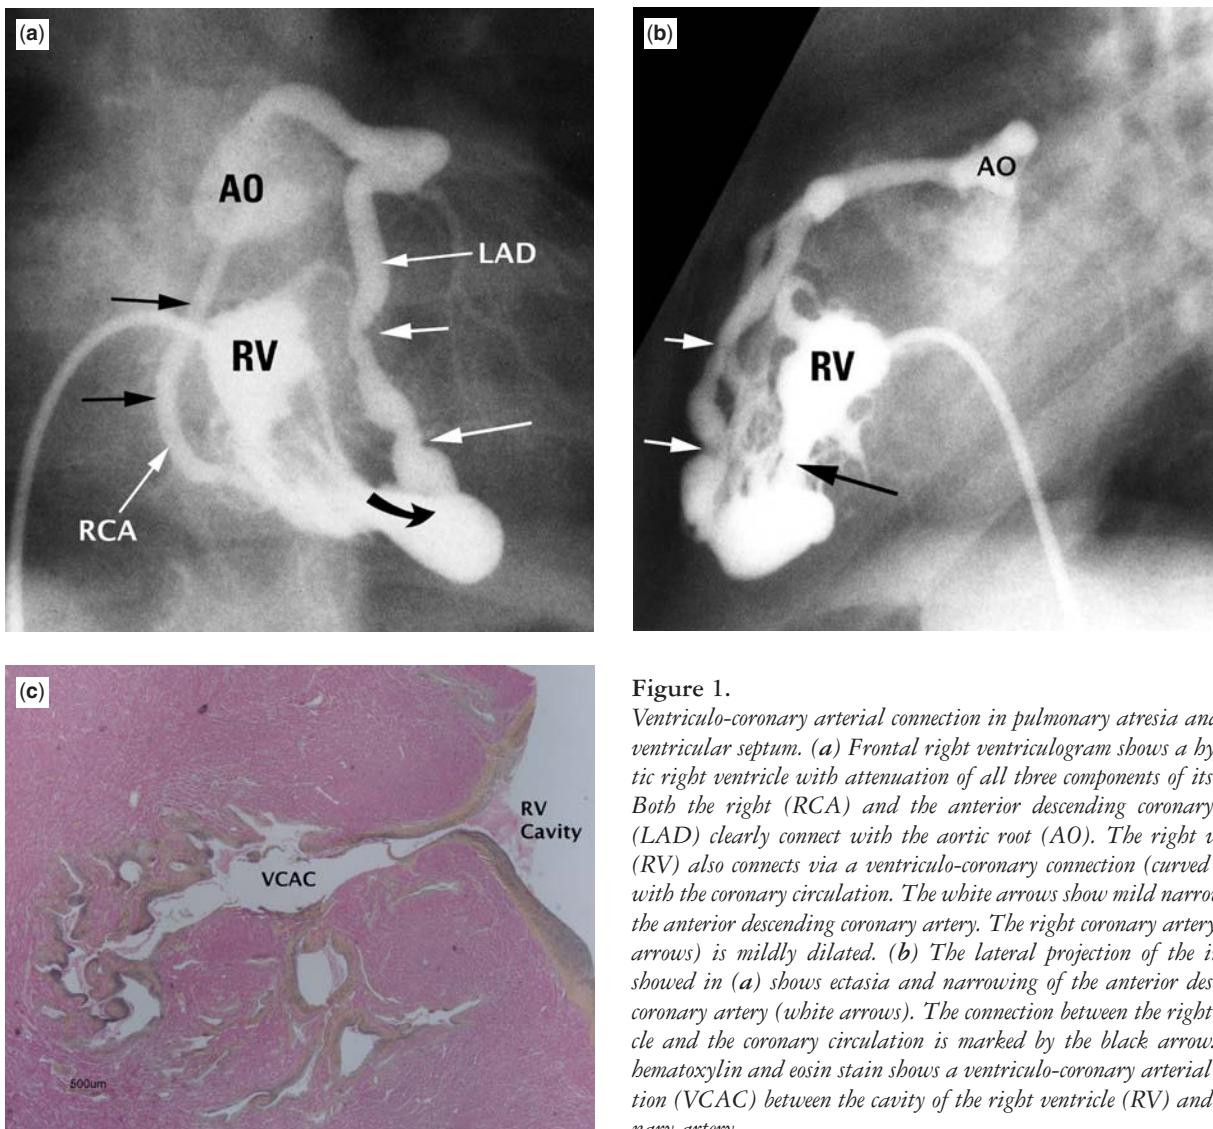 (a)
AO
LAD
RV
RCA
(b)
AO
RV
(c)
RV
Cavity
VCAC
500um
Figure 1.
Ventriculo-coronary arterial connection in pulmonary atresia and
ventricular septum. (a) Frontal right ventriculogram shows a hy
tic right ventricle with attenuation of all three components of its
Both the right (RCA) and the anterior descending coronary
(LAD) clearly connect with the aortic root (AO). The right v
(RV) also connects via a ventriculo-coronary connection (curved
with the coronary circulation. The white arrows show mild narro
the anterior descending coronary artery. The right coronary artery
arrows) is mildly dilated. (b) The lateral projection of the i
showed in (a) shows ectasia and narrowing of the anterior des
coronary artery (white arrows). The connection between the right
cle and the coronary circulation is marked by the black arrow.
hematoxylin and eosin stain shows a ventriculo-coronary arterial
tion (VCAC) between the cavity of the right ventricle (RV) and
nary artery